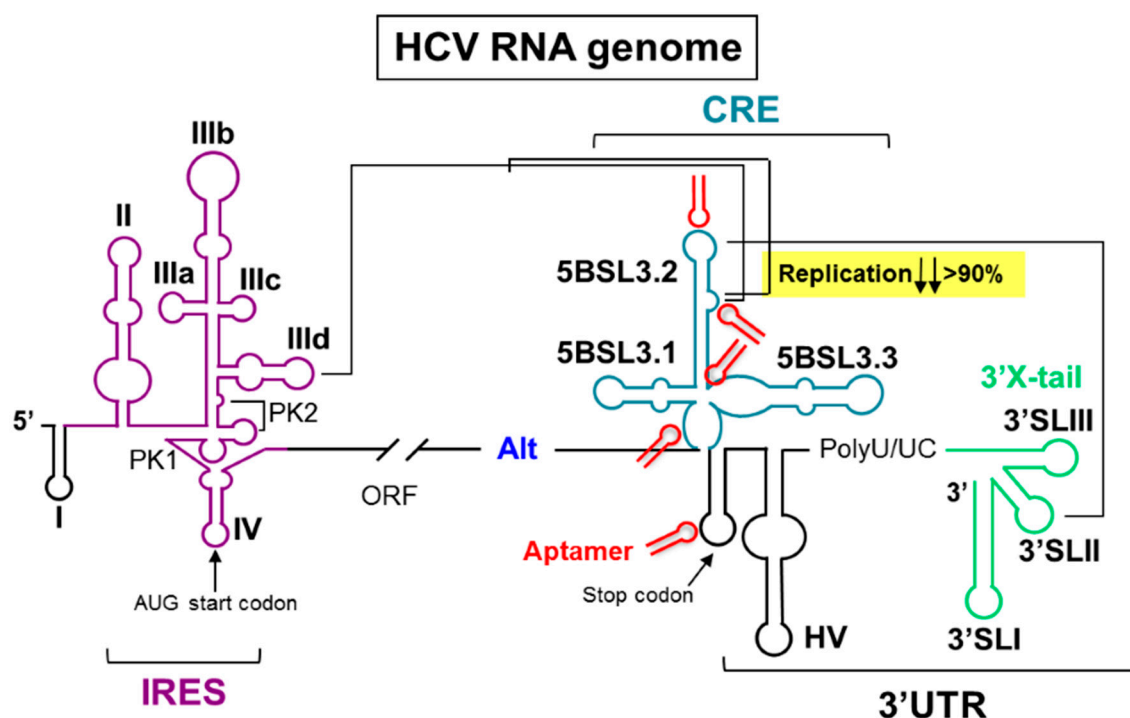 HCV RNA genome
CRE
IIIb
II
IIIa
IIIc
IIId
5BSL3.2
Replication↓↓>90%
5BSL3.1
5BSL3.3
3’X-tail
5’
PK2
3’SLIII
PK1
Alt
PolyU/UC
ORF
3’
I
IV
Aptamer
3’SLII
AUG start codon
Stop codon
HV
3’SLI
IRES
3’UTR